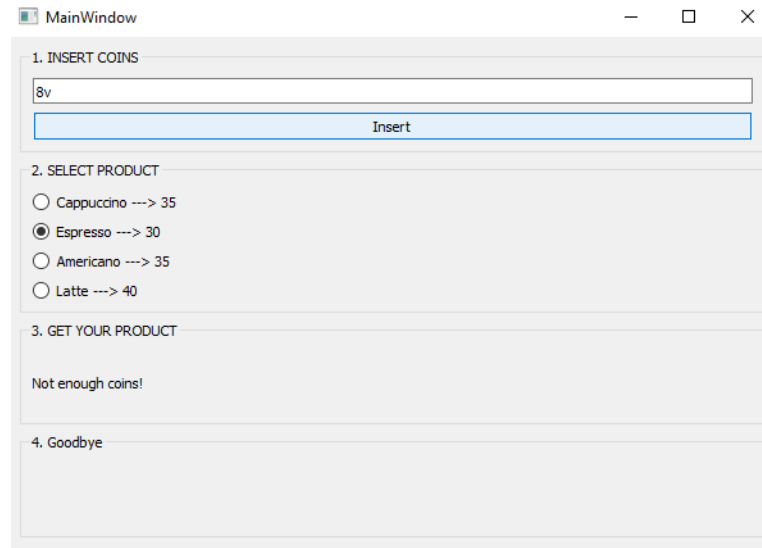 MainWindow
1. INSERT COINS
8v
Insert
2. SELECT PRODUCT
Cappuccino ---> 35
Espresso ---> 30
Americano ---> 35
Latte ---> 40
3. GET YOUR PRODUCT
Not enough coins!
4. Goodbye